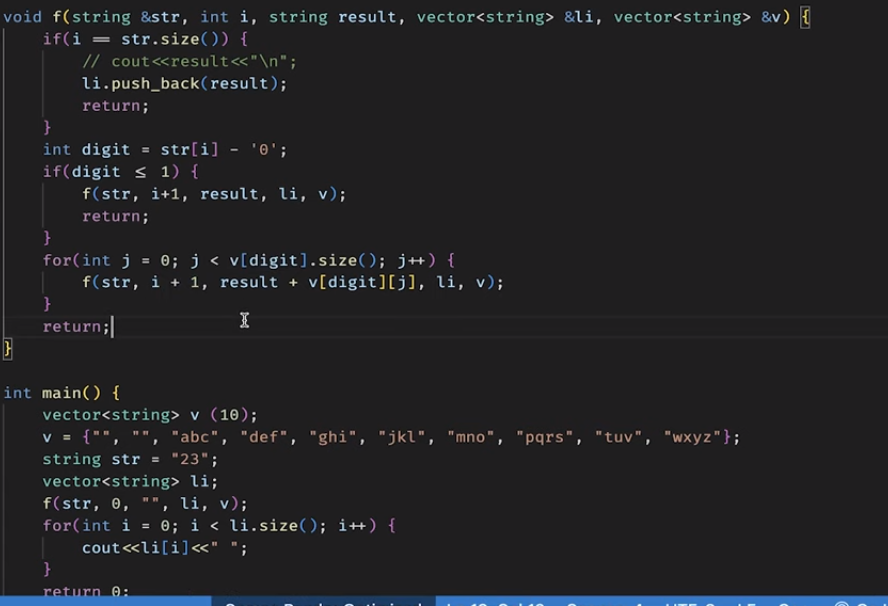 void f(string &str, int i, string result, vector<string> &li, vector<string> &v) {
    if(i == str.size()) {
        // cout<<result<<"\n";
        li.push_back(result);
        return;
    }
    int digit = str[i] - '0';
    if(digit ≤ 1) {
        f(str, i+1, result, li, v);
        return;
    }
    for(int j = 0; j < v[digit].size(); j++) {
        f(str, i + 1, result + v[digit][j], li, v);
    }
    return;
}
int main() {
    vector<string> v (10);
    v = {"", "", "abc", "def", "ghi", "jkl", "mno", "pqrs", "tuv", "wxyz"};
    string str = "23";
    vector<string> li;
    f(str, 0, "", li, v);
    for(int i = 0; i < li.size(); i++) {
        cout<<li[i]<<" ";
    }
    return 0;